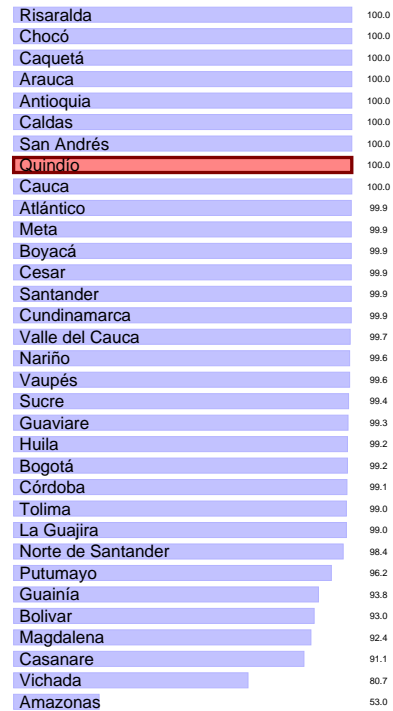 Risaralda 100.0
Chocó 100.0
Caquetá 100.0
Arauca 100.0
Antioquia 100.0
Caldas 100.0
San Andrés 100.0
Quindío 100.0
Cauca 100.0
Atlántico 99.9
Meta 99.9
Boyacá 99.9
Cesar 99.9
Santander 99.9
Cundinamarca 99.9
Valle del Cauca 99.7
Nariño 99.6
Vaupés 99.6
Sucre 99.4
Guaviare 99.3
Huila 99.2
Bogotá 99.2
Córdoba 99.1
Tolima 99.0
La Guajira 99.0
Norte de Santander 98.4
Putumayo 96.2
Guainía 93.8
Bolivar 93.0
Magdalena 92.4
Casanare 91.1
Vichada 80.7
Amazonas 53.0